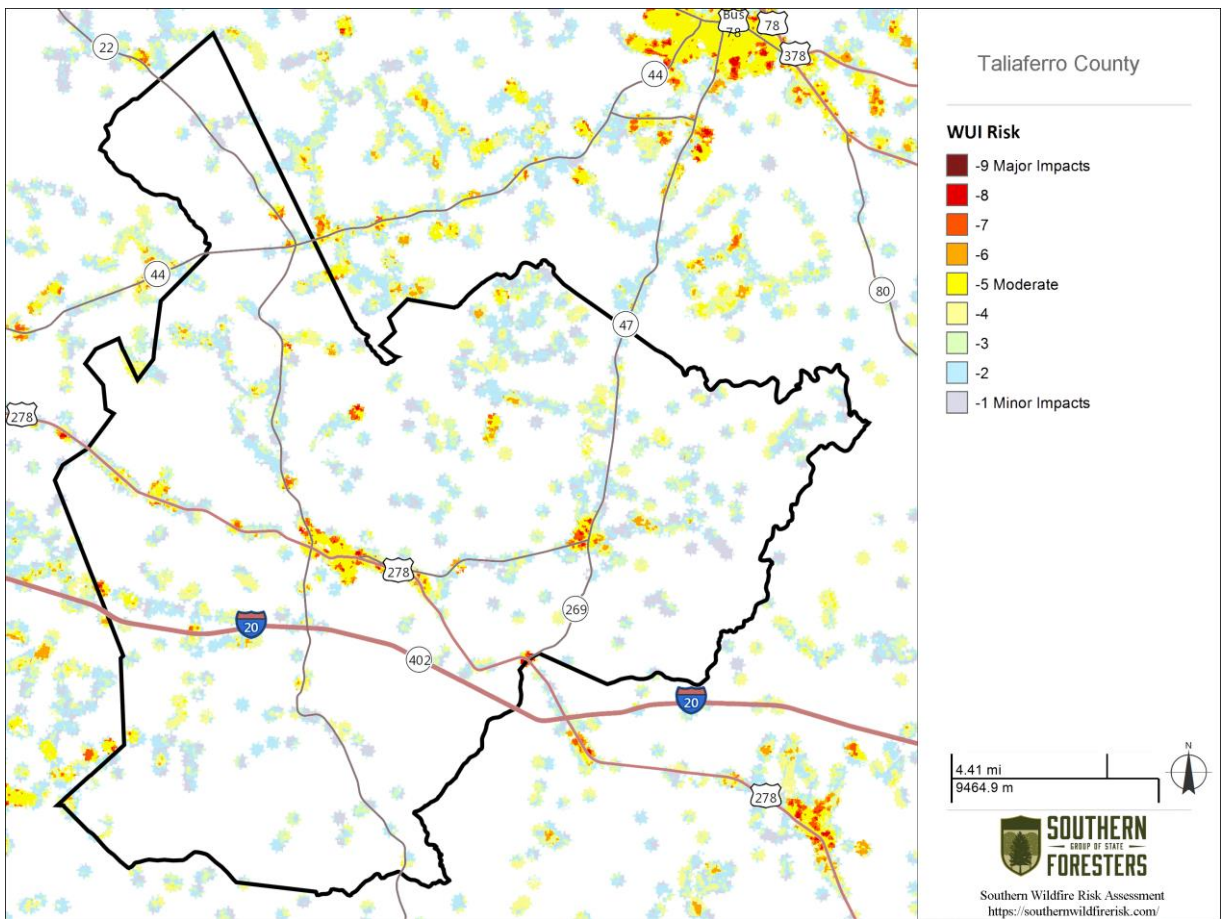 22
Bus
78
78
378
44
44
80
47
278
278
20
269
402
20
278
Taliaferro County
WUI Risk
-9 Major Impacts
-8
-7
-6
-5 Moderate
-4
-3
-2
-1 Minor Impacts
4.41 mi
9464.9 m
N
SOUTHERN
GROUP OF STATE
FORESTERS
Southern Wildfire Risk Assessment
https://southernwildfirerisk.com/